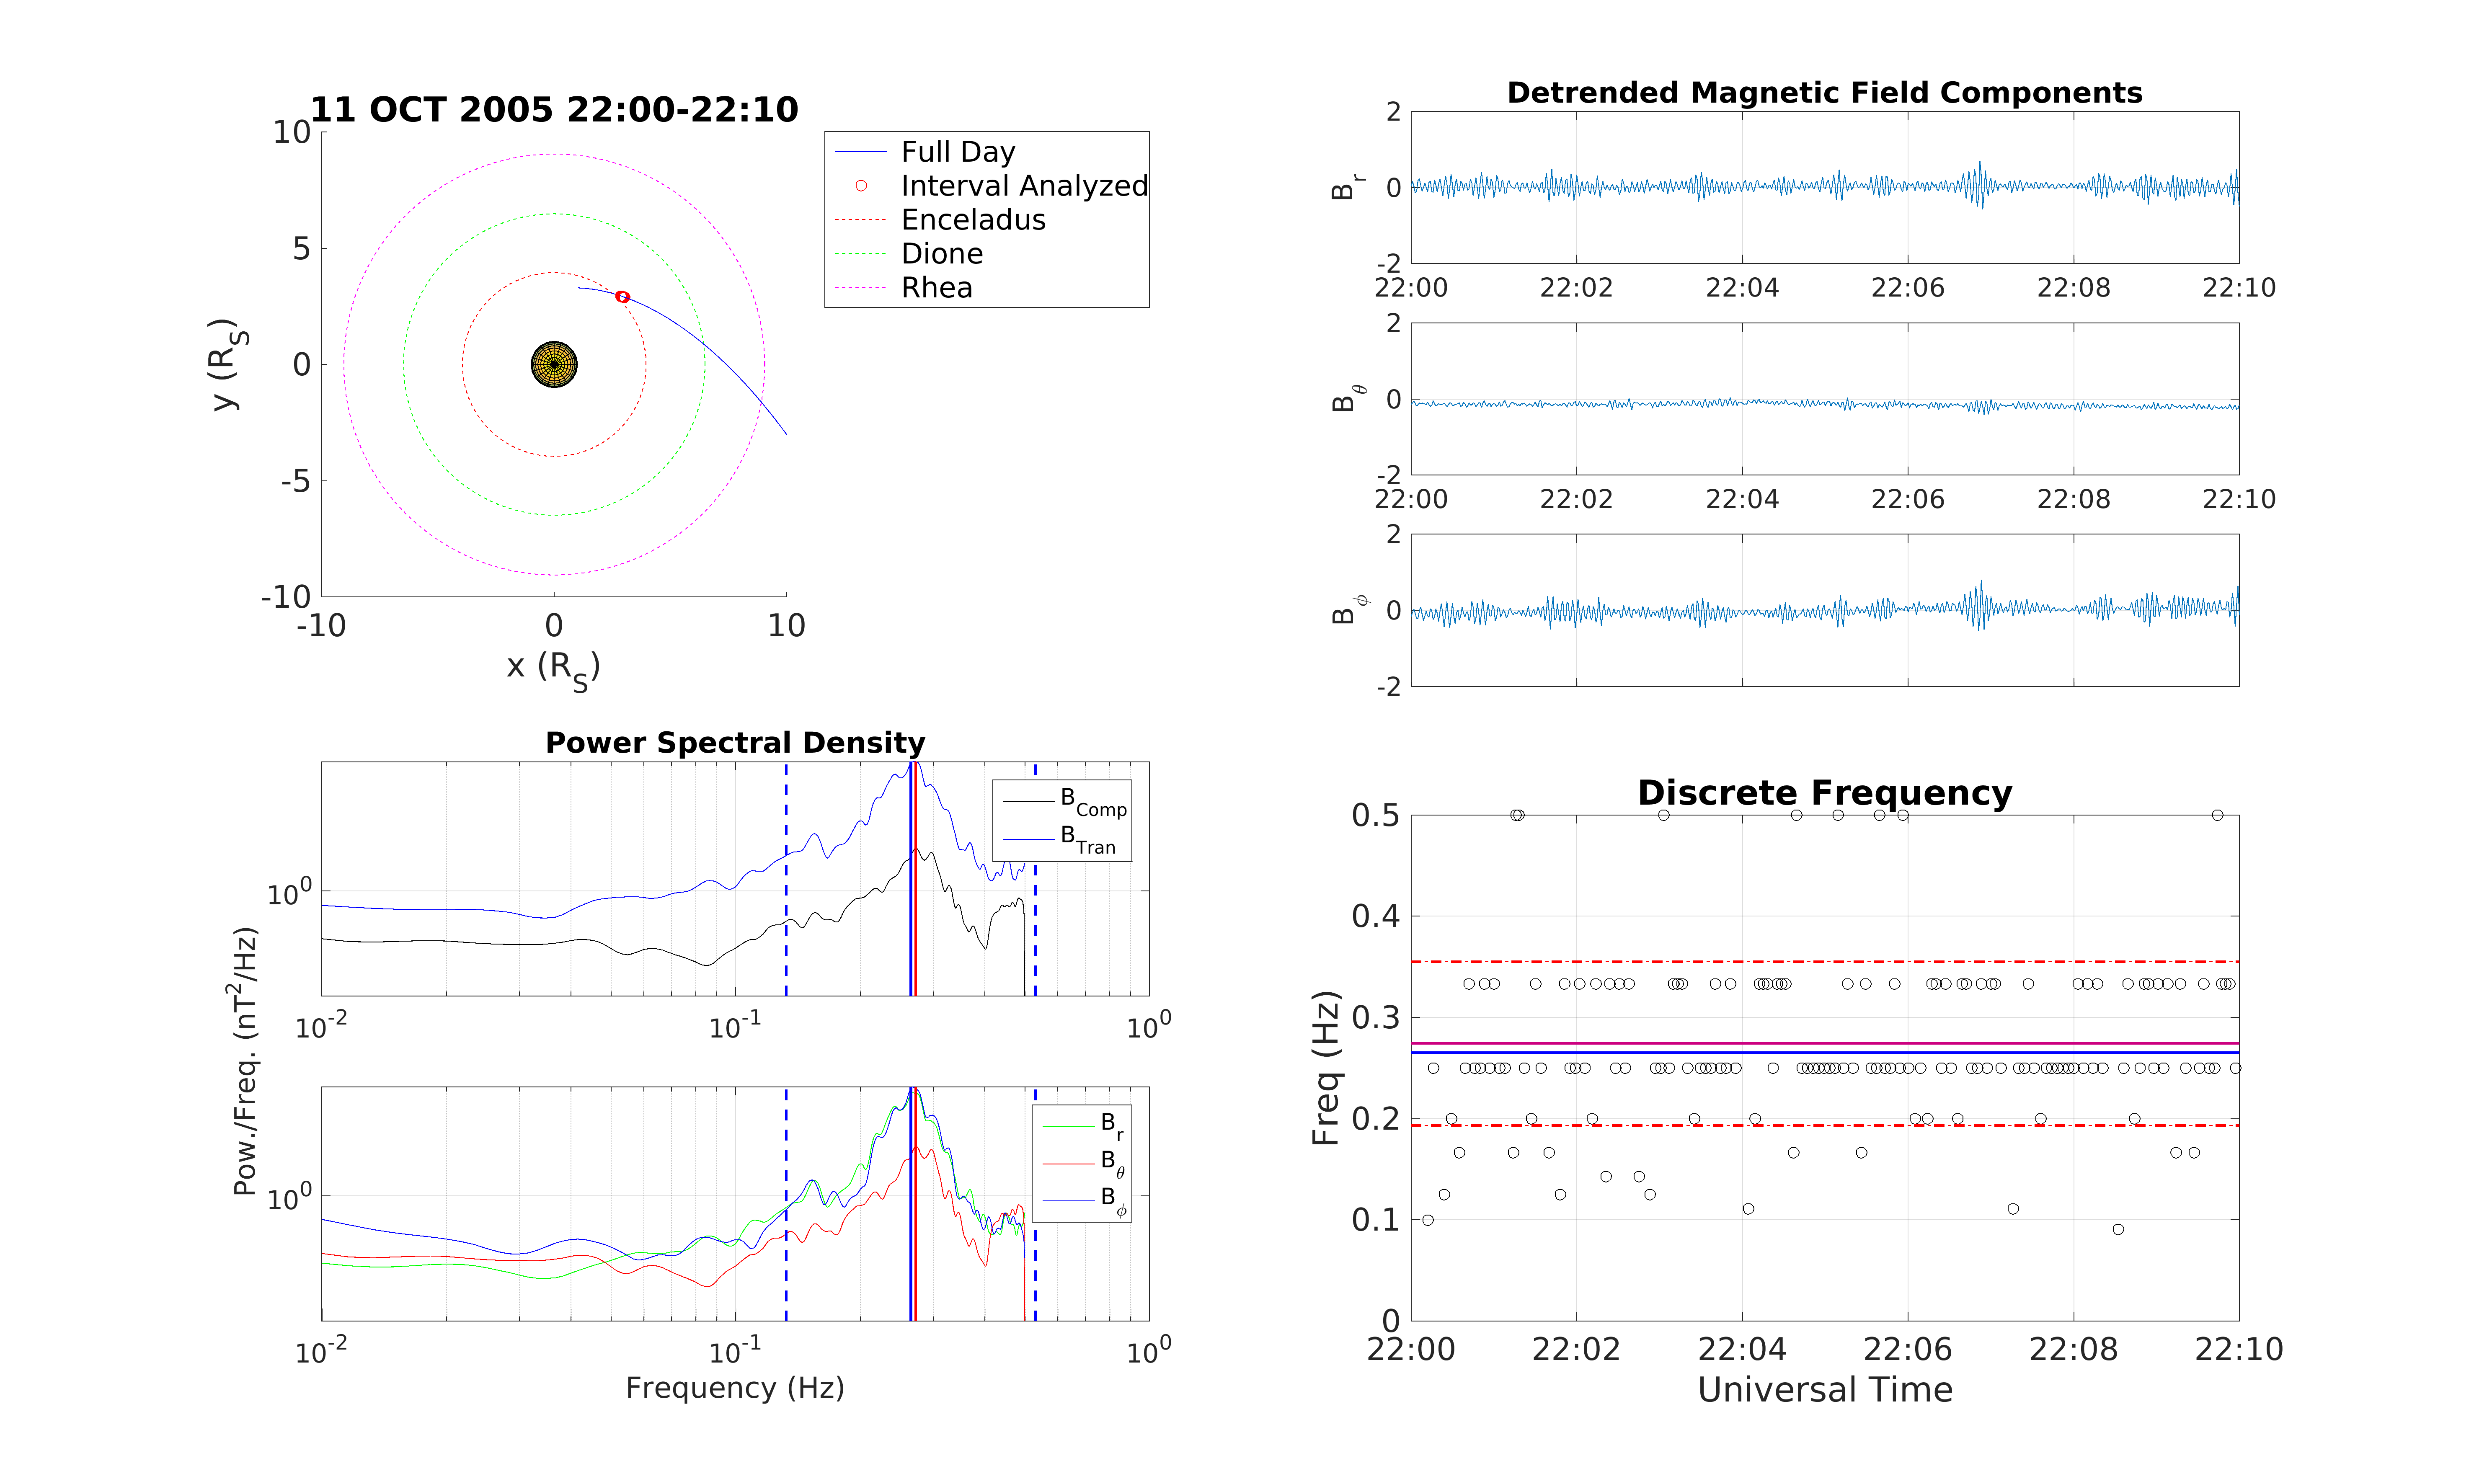 11 OCT 2005 22:00-22:10
10
5
0
-5
-10
-10 0 10
y (R_S)
x (R_S)
Full Day
Interval Analyzed
Enceladus
Dione
Rhea
Detrended Magnetic Field Components
2
0
-2
B_r
22:00 22:02 22:04 22:06 22:08 22:10
2
0
-2
B_θ
22:00 22:02 22:04 22:06 22:08 22:10
2
0
-2
B_ϕ
Power Spectral Density
10^0
10^-2 10^-1 10^0
B_Comp
B_Tran
Pow./Freq. (nT^2/Hz)
10^0
10^-2 10^-1 10^0
B_r
B_θ
B_ϕ
Frequency (Hz)
Discrete Frequency
0.5
0.4
0.3
0.2
0.1
0
Freq (Hz)
22:00 22:02 22:04 22:06 22:08 22:10
Universal Time